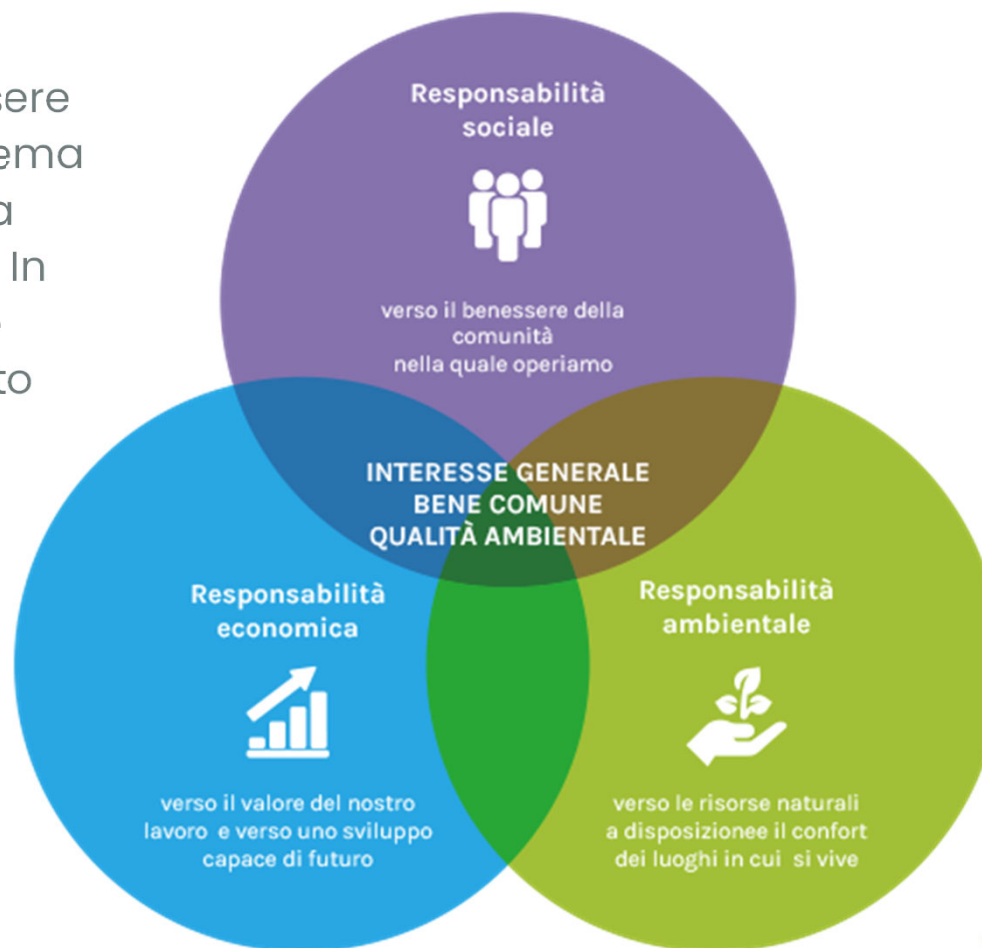 sere
ema
a
In
to
Responsabilità
sociale
verso il benessere della
comunità
nella quale operiamo
INTERESSE GENERALE
BENE COMUNE
QUALITÀ AMBIENTALE
Responsabilità
economica
verso il valore del nostro
lavoro e verso uno sviluppo
capace di futuro
Responsabilità
ambientale
verso le risorse naturali
a disposizionee il confort
dei luoghi in cui si vive